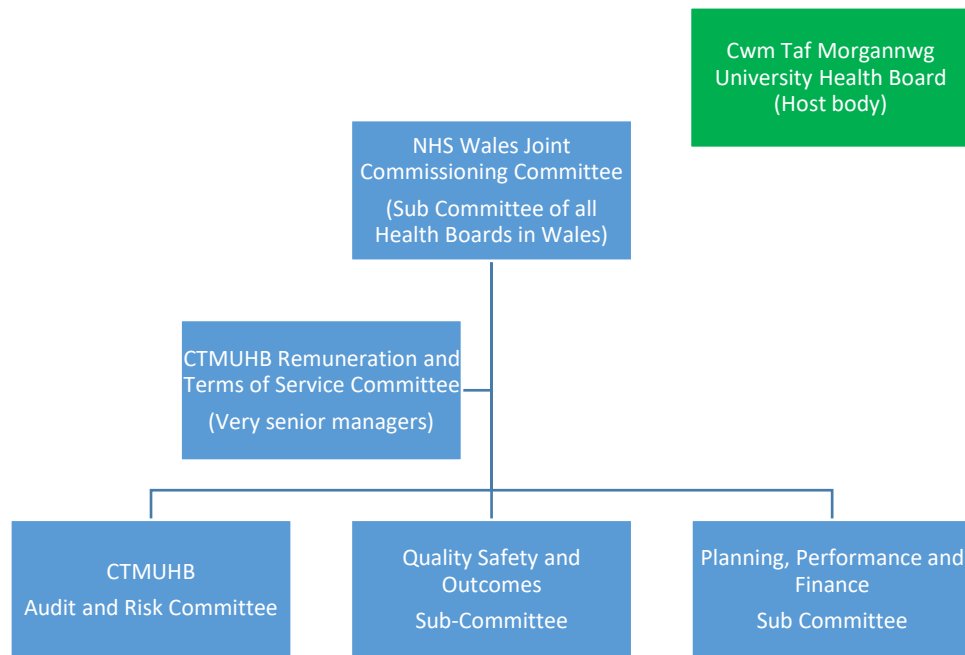 Cwm Taf Morgannwg
University Health Board
(Host body)
NHS Wales Joint
Commissioning Committee
(Sub Committee of all
Health Boards in Wales)
CTMUHB Remuneration and
Terms of Service Committee
(Very senior managers)
CTMUHB
Audit and Risk Committee
Quality Safety and
Outcomes
Sub-Committee
Planning, Performance and
Finance
Sub Committee